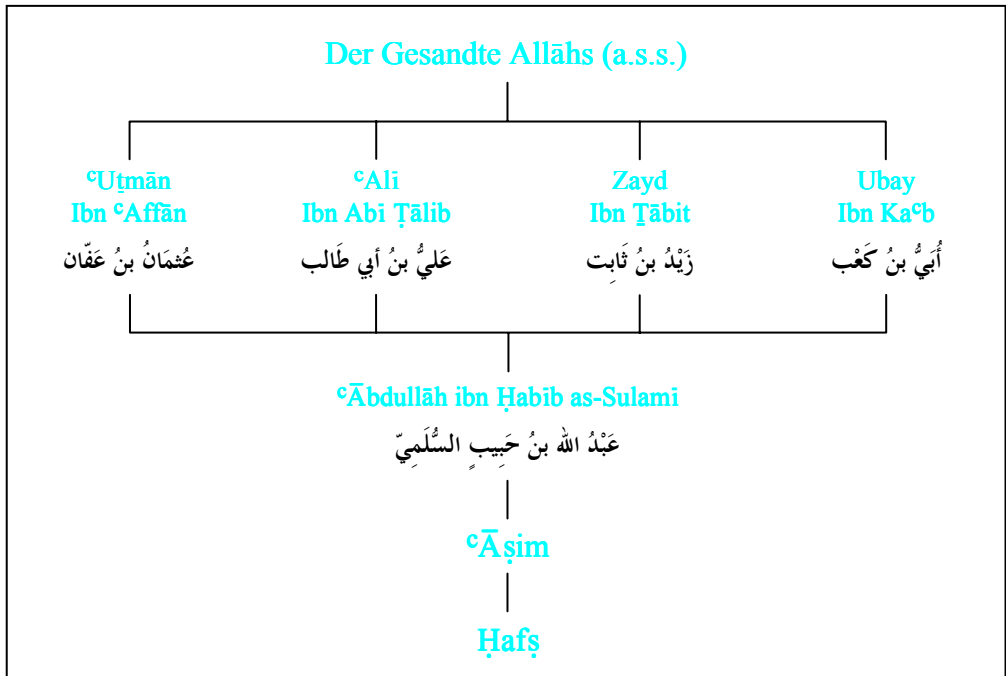 Der Gesandte Allāhs (a.s.s.)
ᶜUṯmān
Ibn ᶜAffān
عُثمَانُ بنُ عَفّان
ᶜAlī
Ibn Abī Ṭālib
عَليُّ بنُ أبي طَالب
Zayd
Ibn Ṯābit
زَيْدُ بنُ ثَابِت
Ubay
Ibn Kaᶜb
أُبَيُّ بنُ كَعْب
ᶜĀbdullāh ibn Ḥabīb as-Sulamī
عَبْدُ الله بنُ حَبِيبٍ السُّلَمِيّ
ᶜĀṣim
Ḥafṣ